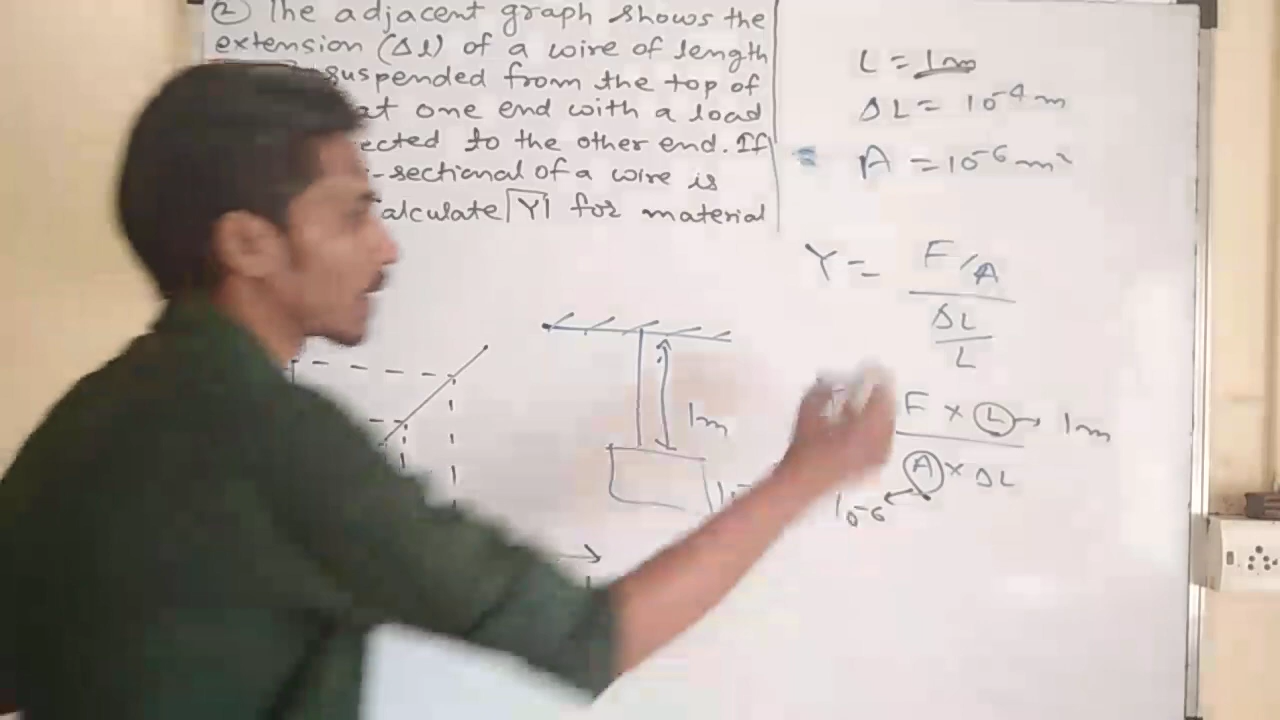 ② The adjacent graph shows the
extension (Δl) of a wire of length
suspended from the top of
at one end with a load
ected to the other end. If
-sectional of a wire is
alculate Y for material
L = 1m
ΔL = 10⁻⁴ m
A = 10⁻⁶ m²
Y = F/A
ΔL
L
F × L → 1m
A × ΔL
10⁻⁶
1m